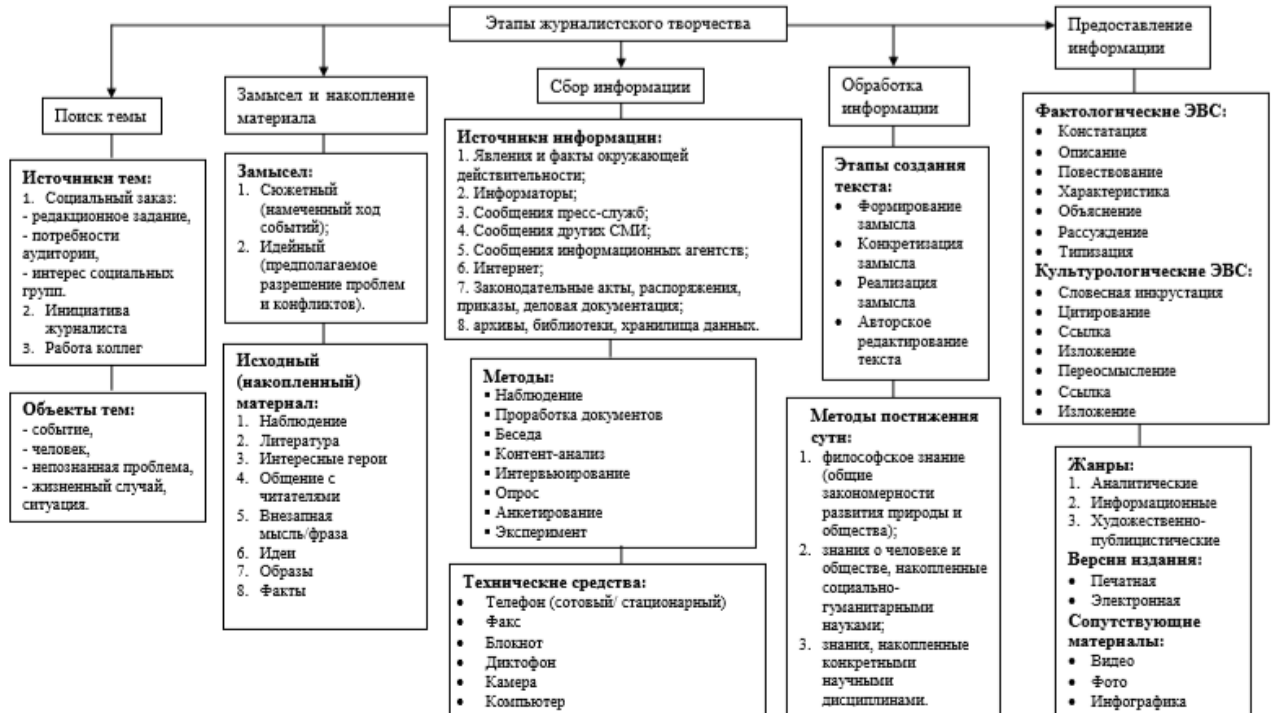 Этапы журналистского творчества
Поиск темы
Источники тем:
1. Социальный заказ:
- редакционное задание,
- потребности
аудитории,
- интерес социальных
групп.
2. Инициатива
журналиста
3. Работа коллег
Объекты тем:
- событие,
- человек,
- непознанная проблема,
- жизненный случай,
ситуация.
Замысел и накопление
материала
Замысел:
1. Сюжетный
(намеченный ход
событий);
2. Идейный
(предполагаемое
разрешение проблем
и конфликтов).
Исходный
(накопленный)
материал:
1. Наблюдение
2. Литература
3. Интересные герои
4. Общение с
читателями
5. Внезапная
мысль/фраза
6. Идеи
7. Образы
8. Факты
Сбор информации
Источники информации:
1. Явления и факты окружающей
действительности;
2. Информаторы;
3. Сообщения пресс-служб;
4. Сообщения других СМИ;
5. Сообщения информационных агентств;
6. Интернет;
7. Законодательные акты, распоряжения,
приказы, деловая документация;
8. архивы, библиотеки, хранилища данных.
Методы:
▪ Наблюдение
▪ Проработка документов
▪ Беседа
▪ Контент-анализ
▪ Интервьюирование
▪ Опрос
▪ Анкетирование
▪ Эксперимент
Технические средства:
• Телефон (сотовый/ стационарный)
• Факс
• Блокнот
• Диктофон
• Камера
• Компьютер
Обработка
информации
Этапы создания
текста:
• Формирование
замысла
• Конкретизация
замысла
• Реализация
замысла
• Авторское
редактирование
текста
Методы постижения
сути:
1. философское знание
(общие
закономерности
развития природы и
общества);
2. знания о человеке и
обществе, накопленные
социально-
гуманитарными
науками;
3. знания, накопленные
конкретными
научными
дисциплинами.
Предоставление
информации
Фактологические ЭВС:
• Констатация
• Описание
• Повествование
• Характеристика
• Объяснение
• Рассуждение
• Типизация
Культурологические ЭВС:
• Словесная инкрустация
• Цитирование
• Ссылка
• Изложение
• Переосмысление
• Ссылка
• Изложение
Жанры:
1. Аналитические
2. Информационные
3. Художественно-
публицистические
Версии издания:
• Печатная
• Электронная
Сопутствующие
материалы:
• Видео
• Фото
• Инфографика